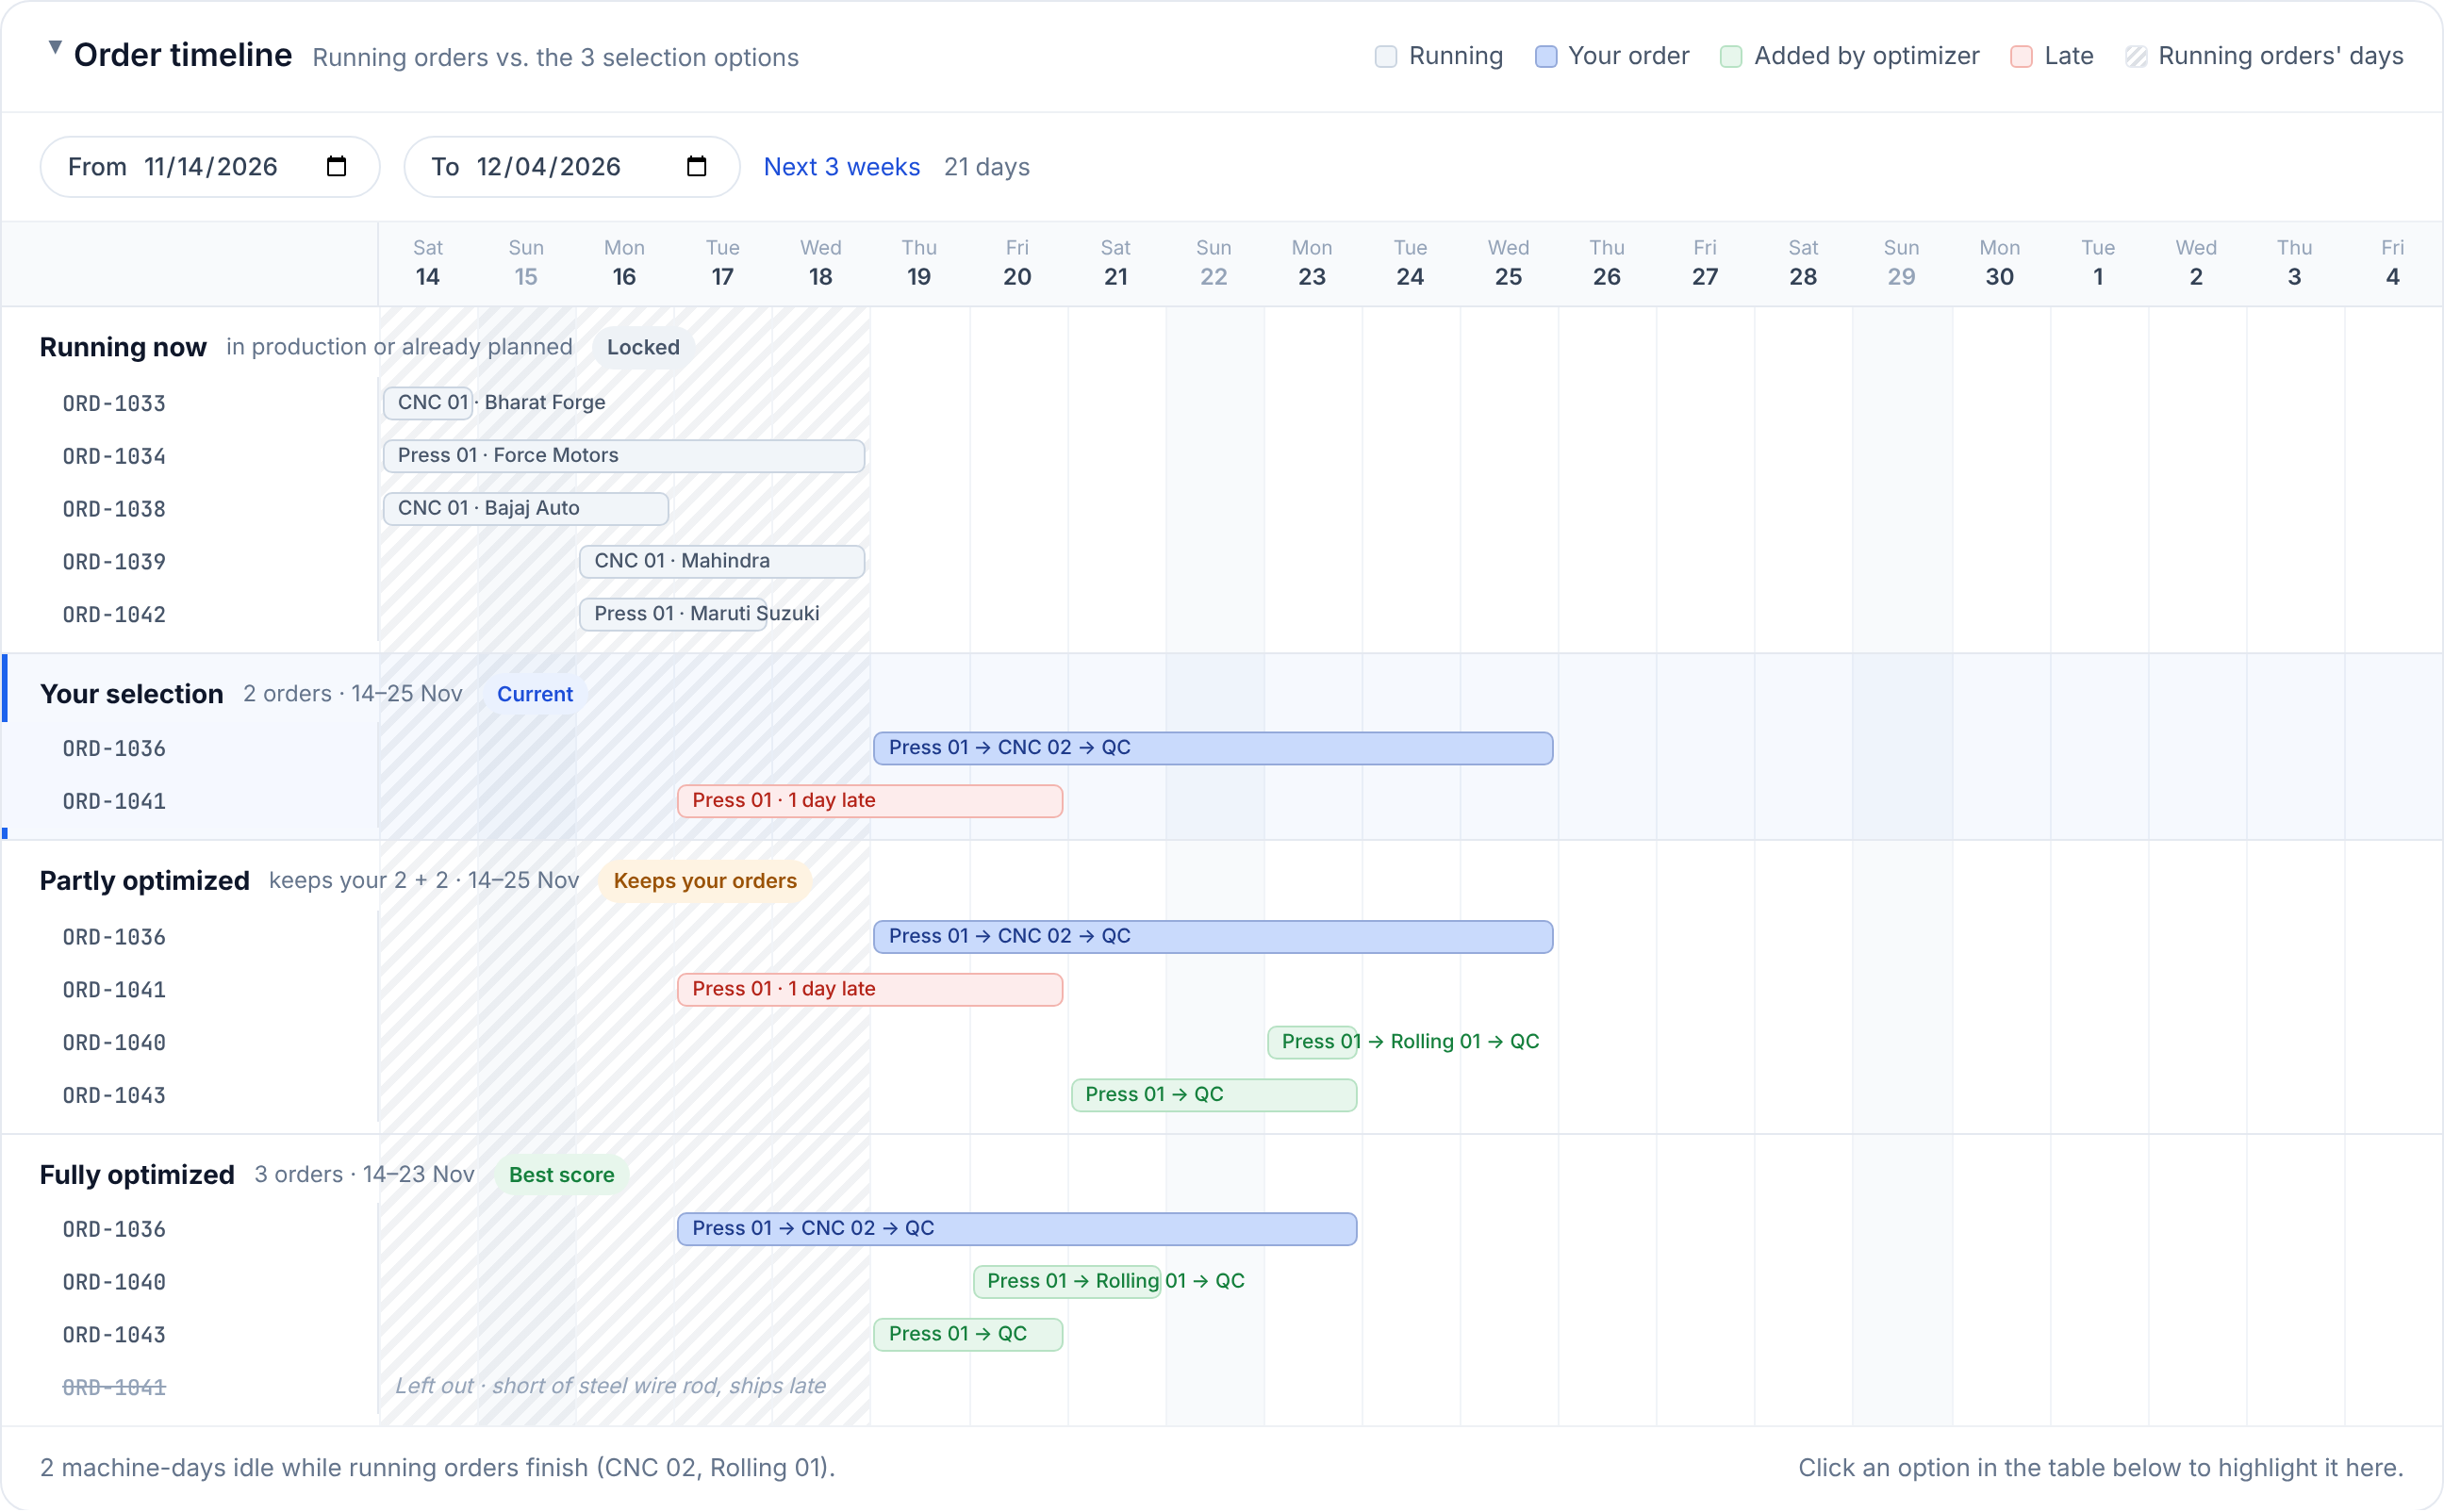 ▼ Order timeline Running orders vs. the 3 selection options Running Your order Added by optimizer Late Running orders' days
From 11/14/2026 To 12/04/2026 Next 3 weeks 21 days
Sat Sun Mon Tue Wed Thu Fri Sat Sun Mon Tue Wed Thu Fri Sat Sun Mon Tue Wed Thu Fri
14 15 16 17 18 19 20 21 22 23 24 25 26 27 28 29 30 1 2 3 4
Running now in production or already planned Locked
ORD-1033 CNC 01 · Bharat Forge
ORD-1034 Press 01 · Force Motors
ORD-1038 CNC 01 · Bajaj Auto
ORD-1039 CNC 01 · Mahindra
ORD-1042 Press 01 · Maruti Suzuki
Your selection 2 orders · 14–25 Nov Current
ORD-1036 Press 01 → CNC 02 → QC
ORD-1041 Press 01 · 1 day late
Partly optimized keeps your 2 + 2 · 14–25 Nov Keeps your orders
ORD-1036 Press 01 → CNC 02 → QC
ORD-1041 Press 01 · 1 day late
ORD-1040 Press 01 → Rolling 01 → QC
ORD-1043 Press 01 → QC
Fully optimized 3 orders · 14–23 Nov Best score
ORD-1036 Press 01 → CNC 02 → QC
ORD-1040 Press 01 → Rolling 01 → QC
ORD-1043 Press 01 → QC
ORD-1041 Left out · short of steel wire rod, ships late
2 machine-days idle while running orders finish (CNC 02, Rolling 01). Click an option in the table below to highlight it here.